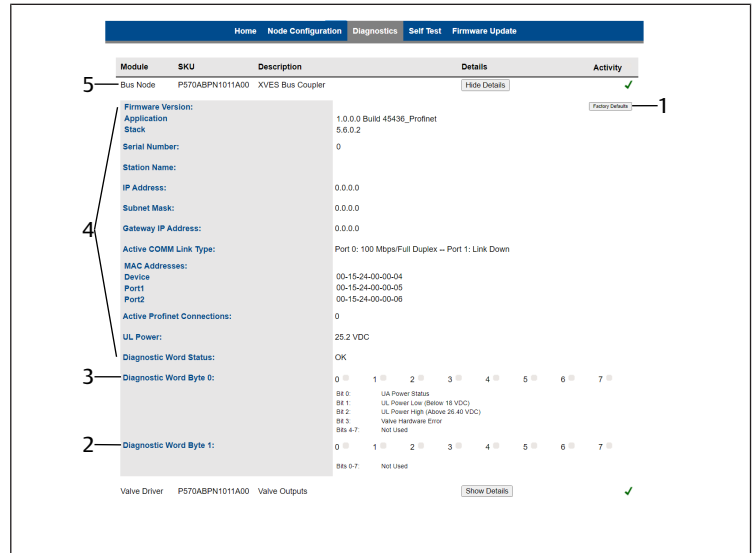 Home Node Configuration Diagnostics Self Test Firmware Update
Module SKU Description Details Activity
5 Bus Node P570ABPN1011A00 XVES Bus Coupler Hide Details ✓
Firmware Version: Factory Defaults 1
Application 1.0.0.0 Build 45436_Profinet
Stack 5.6.0.2
Serial Number: 0
Station Name:
IP Address: 0.0.0.0
Subnet Mask: 0.0.0.0
4 Gateway IP Address: 0.0.0.0
Active COMM Link Type: Port 0: 100 Mbps/Full Duplex -- Port 1: Link Down
MAC Addresses:
Device 00-15-24-00-00-04
Port1 00-15-24-00-00-05
Port2 00-15-24-00-00-06
Active Profinet Connections: 0
UL Power: 25.2 VDC
Diagnostic Word Status: OK
3 Diagnostic Word Byte 0: 0 1 2 3 4 5 6 7
Bit 0: UA Power Status
Bit 1: UL Power Low (Below 18 VDC)
Bit 2: UL Power High (Above 26.40 VDC)
Bit 3: Valve Hardware Error
Bits 4-7: Not Used
2 Diagnostic Word Byte 1: 0 1 2 3 4 5 6 7
Bits 0-7: Not Used
Valve Driver P570ABPN1011A00 Valve Outputs Show Details ✓